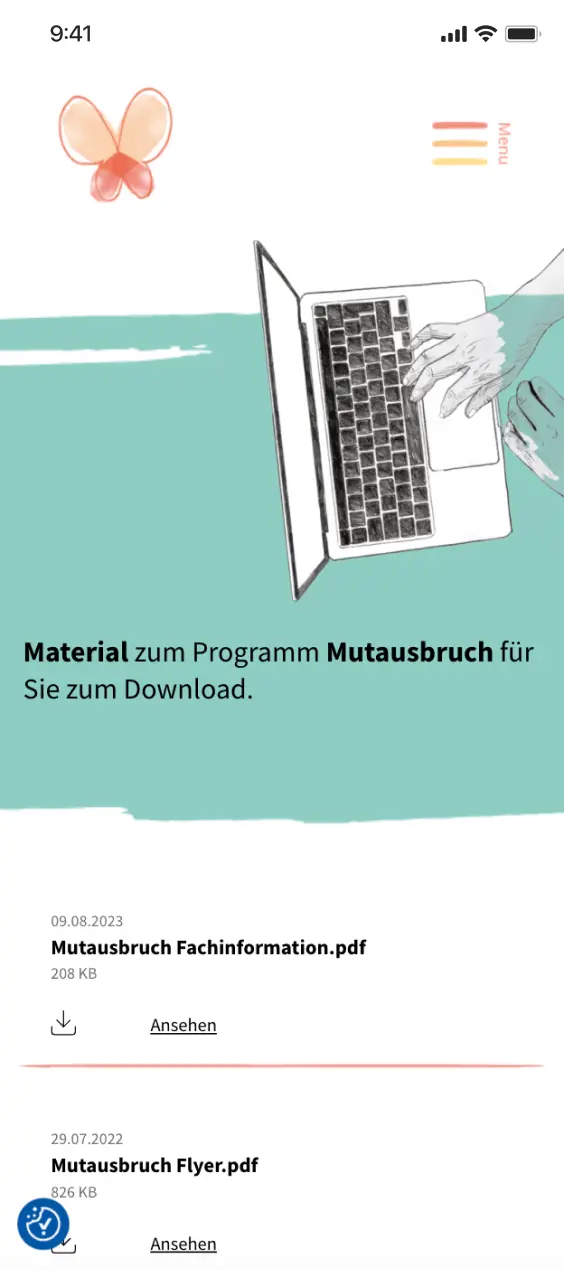 9:41
Menu
Material zum Programm Mutausbruch für
Sie zum Download.
09.08.2023
Mutausbruch Fachinformation.pdf
208 KB
Ansehen
29.07.2022
Mutausbruch Flyer.pdf
826 KB
Ansehen